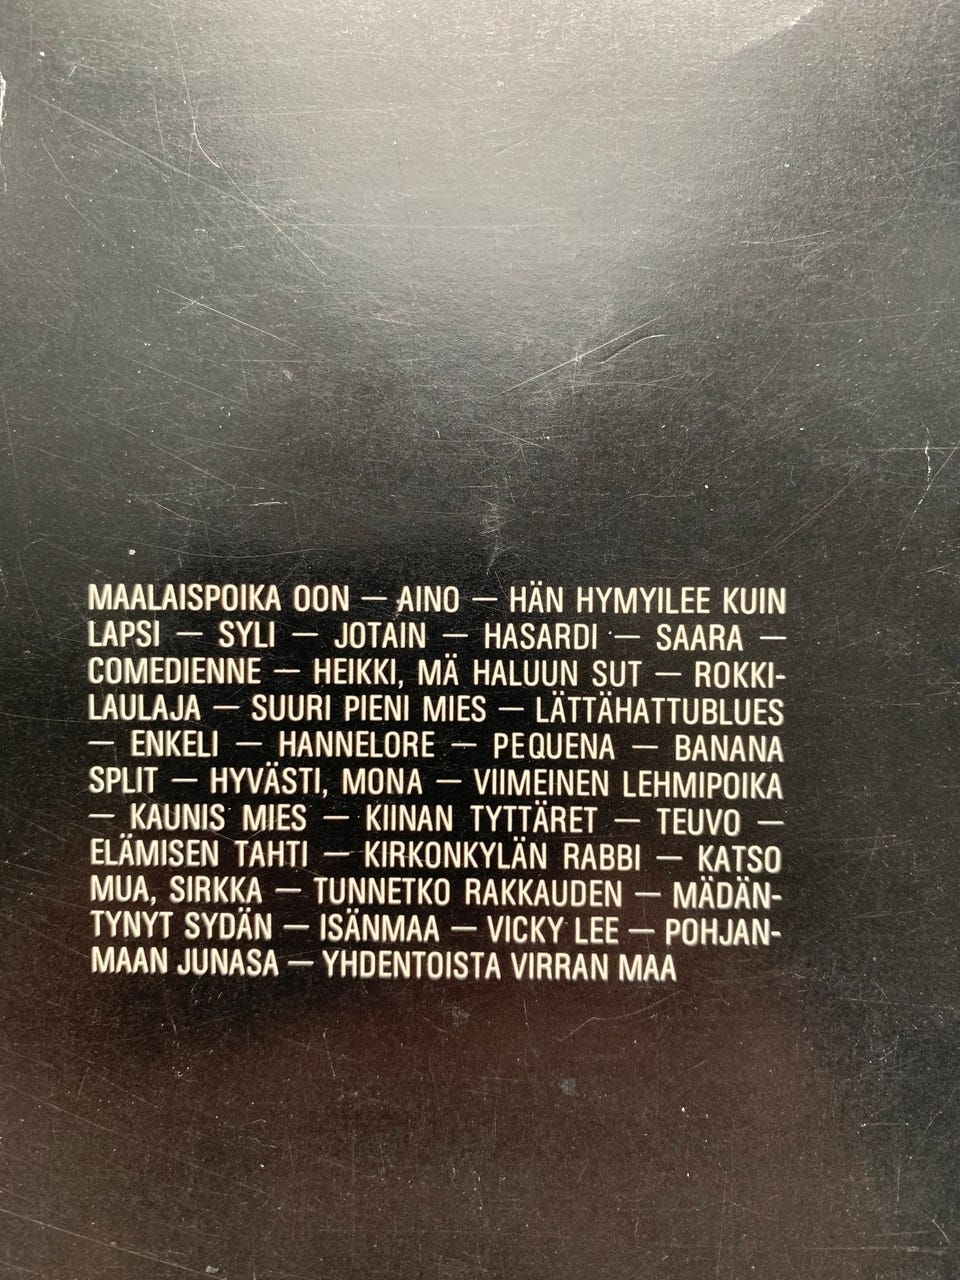 MAALAISPOIKA OON — AINO — HÄN HYMYILEE KUIN
LAPSI — SYLI — JOTAIN — HASARDI — SAARA —
COMEDIENNE — HEIKKI, MÄ HALUUN SUT — ROKKI-
LAULAJA — SUURI PIENI MIES — LÄTTÄHATTUBLUES
— ENKELI — HANNELORE — PEQUENA — BANANA
SPLIT — HYVÄSTI, MONA — VIIMEINEN LEHMIPOIKA
— KAUNIS MIES — KIINAN TYTTÄRET — TEUVO —
ELÄMISEN TAHTI — KIRKONKYLÄN RABBI — KATSO
MUA, SIRKKA — TUNNETKO RAKKAUDEN — MÄDÄN-
TYNYT SYDÄN — ISÄNMAA — VICKY LEE — POHJAN-
MAAN JUNASA — YHDENTOISTA VIRRAN MAA